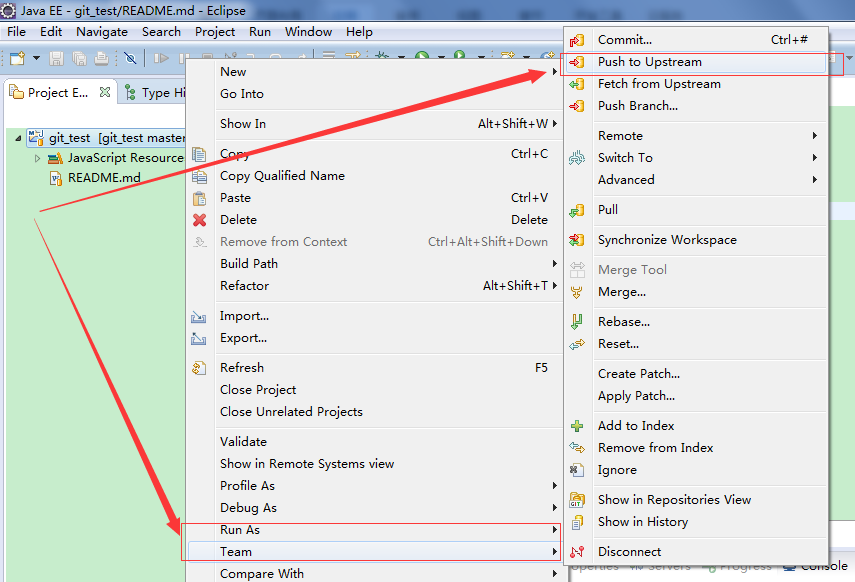 Java EE - git_test/README.md - Eclipse
File Edit Navigate Search Project Run Window Help
Project E...
Type Hi
git_test [git_test master
JavaScript Resource
README.md
New
Go Into
Show In Alt+Shift+W
Copy Ctrl+C
Copy Qualified Name
Paste Ctrl+V
Delete Delete
Remove from Context Ctrl+Alt+Shift+Down
Build Path
Refactor Alt+Shift+T
Import...
Export...
Refresh F5
Close Project
Close Unrelated Projects
Validate
Show in Remote Systems view
Profile As
Debug As
Run As
Team
Compare With
Commit... Ctrl+#
Push to Upstream
Fetch from Upstream
Push Branch...
Remote
Switch To
Advanced
Pull
Synchronize Workspace
Merge Tool
Merge...
Rebase...
Reset...
Create Patch...
Apply Patch...
Add to Index
Remove from Index
Ignore
GIT
Show in Repositories View
Show in History
Disconnect
operties Servers Progress Console